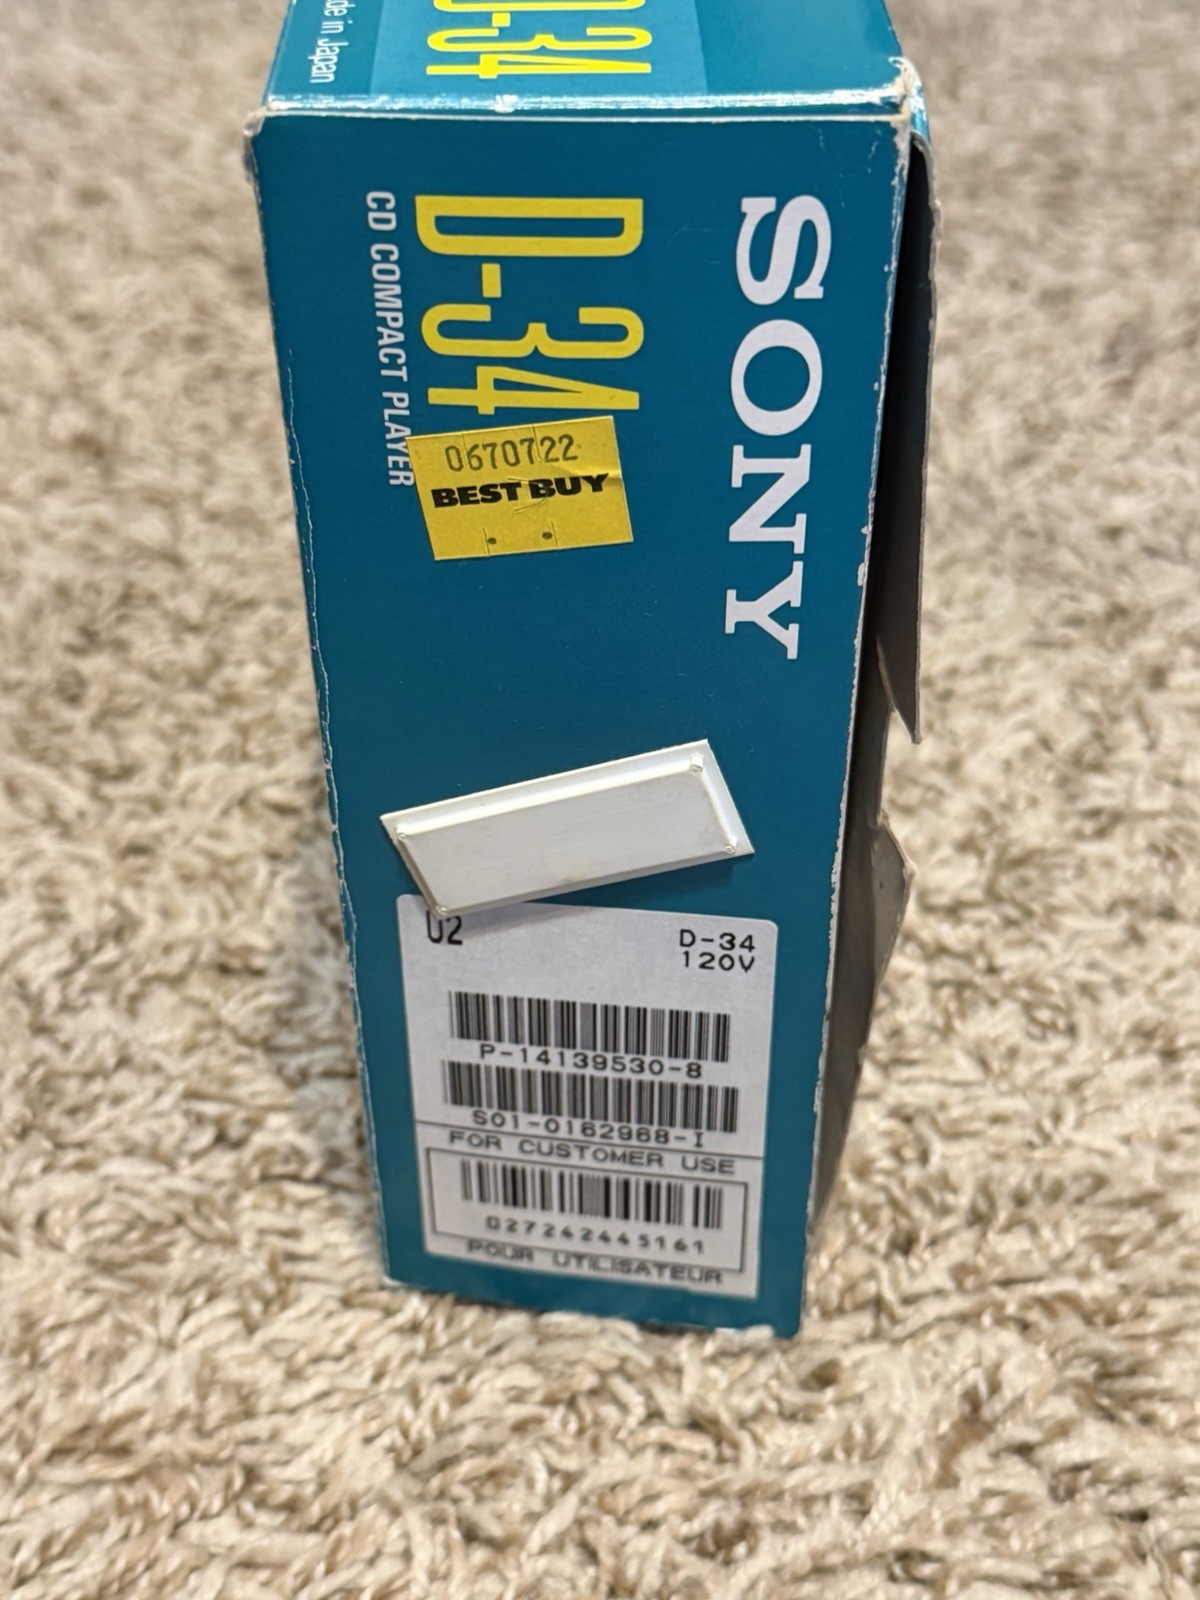 de in Japan
D-34
SONY
D-34
CD COMPACT PLAYER
0670722
BEST BUY
U2
D-34
120V
P-14139530-8
S01-0162968-I
FOR CUSTOMER USE
027242445161
POUR UTILISATEUR